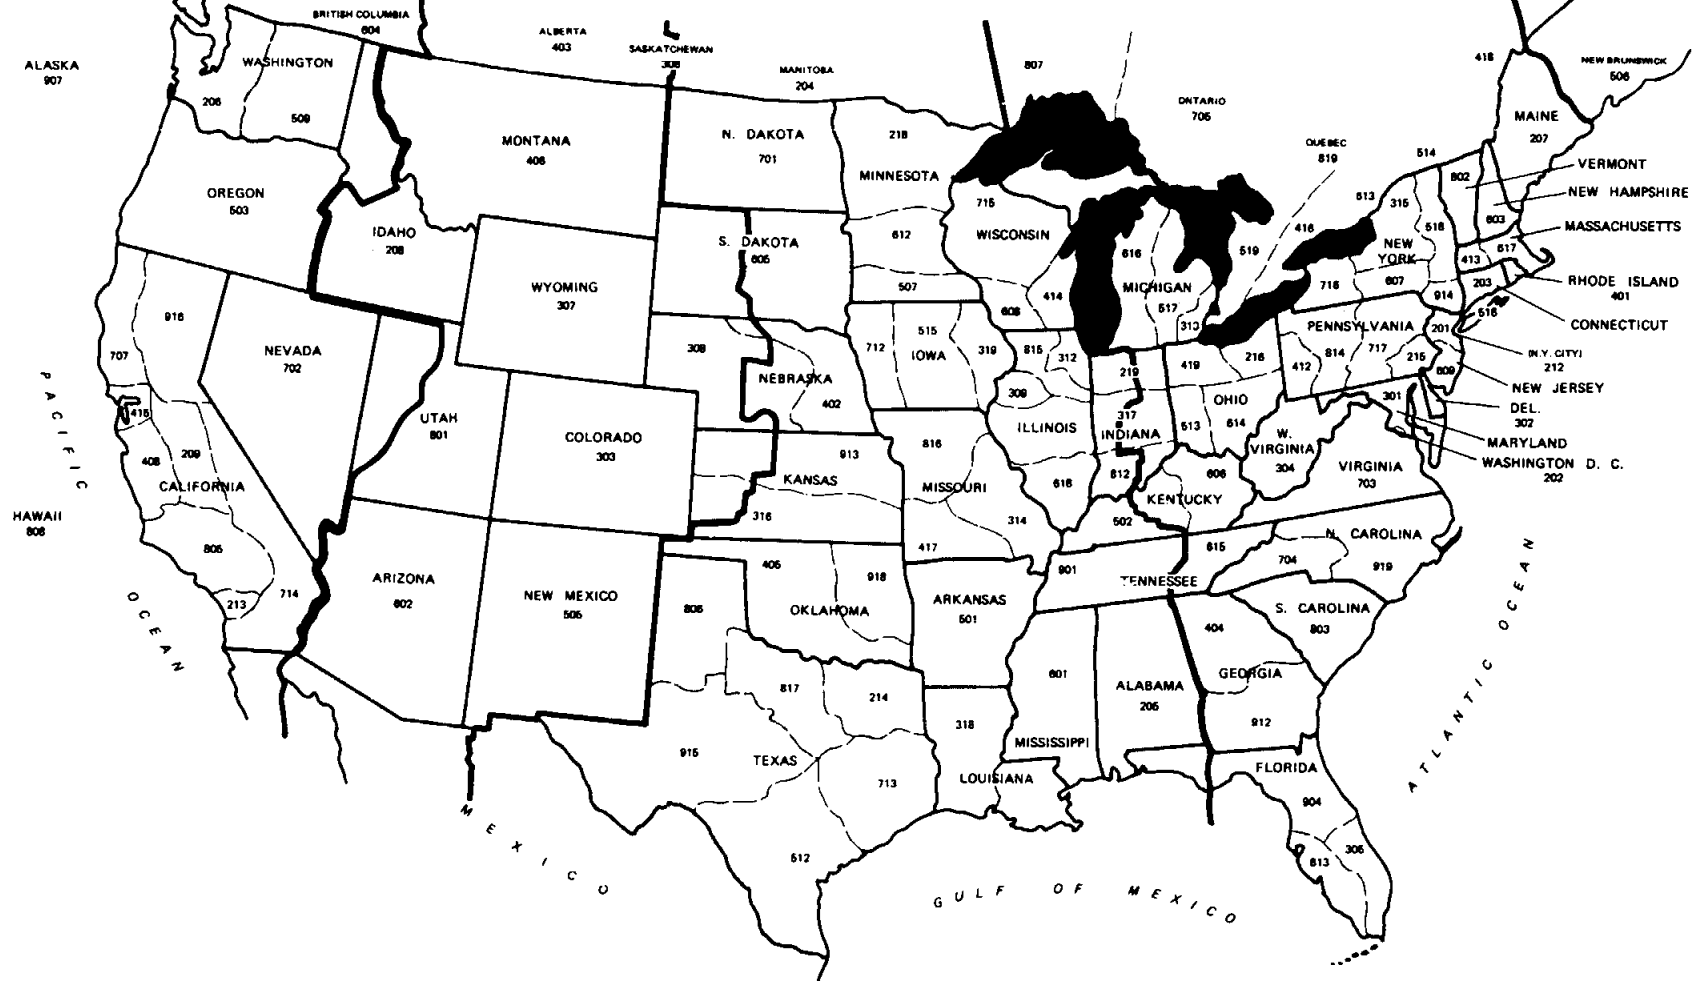 BRITISH COLUMBIA
604
ALBERTA
403
SASKATCHEWAN
306
MANITOBA
204
807
ONTARIO
705
QUEBEC
819
418
NEW BRUNSWICK
506
ALASKA
907
HAWAII
808
WASHINGTON
206
509
OREGON
503
MONTANA
406
IDAHO
208
WYOMING
307
N. DAKOTA
701
S. DAKOTA
605
MINNESOTA
218
612
507
WISCONSIN
715
414
608
MICHIGAN
616
517
313
519
416
613
514
NEVADA
702
UTAH
801
COLORADO
303
NEBRASKA
308
402
IOWA
712
515
319
ILLINOIS
815
312
309
618
INDIANA
219
317
812
OHIO
419
216
513
614
PENNSYLVANIA
412
814
717
215
NEW YORK
315
518
716
607
914
516
MAINE
207
802
603
617
413
203
201
609
301
VERMONT
NEW HAMPSHIRE
MASSACHUSETTS
RHODE ISLAND
401
CONNECTICUT
(N.Y. CITY)
212
NEW JERSEY
DEL.
302
MARYLAND
WASHINGTON D. C.
202
CALIFORNIA
916
707
415
408
209
805
213
714
ARIZONA
602
NEW MEXICO
505
KANSAS
913
316
OKLAHOMA
405
918
MISSOURI
816
314
417
ARKANSAS
501
KENTUCKY
606
502
W. VIRGINIA
304
VIRGINIA
703
TENNESSEE
901
615
N. CAROLINA
704
919
S. CAROLINA
803
GEORGIA
404
912
ALABAMA
205
MISSISSIPPI
601
LOUISIANA
318
TEXAS
806
817
214
915
713
512
FLORIDA
904
305
813
PACIFIC OCEAN
MEXICO
GULF OF MEXICO
ATLANTIC OCEAN